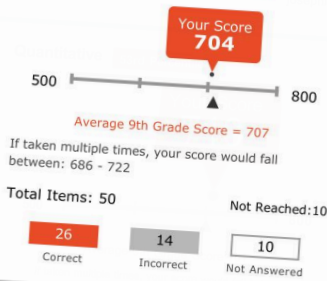 Your Score
704
500
800
Average 9th Grade Score = 707
If taken multiple times, your score would fall
between: 686 - 722
Total Items: 50
Not Reached:10
26
14
10
Correct
Incorrect
Not Answered